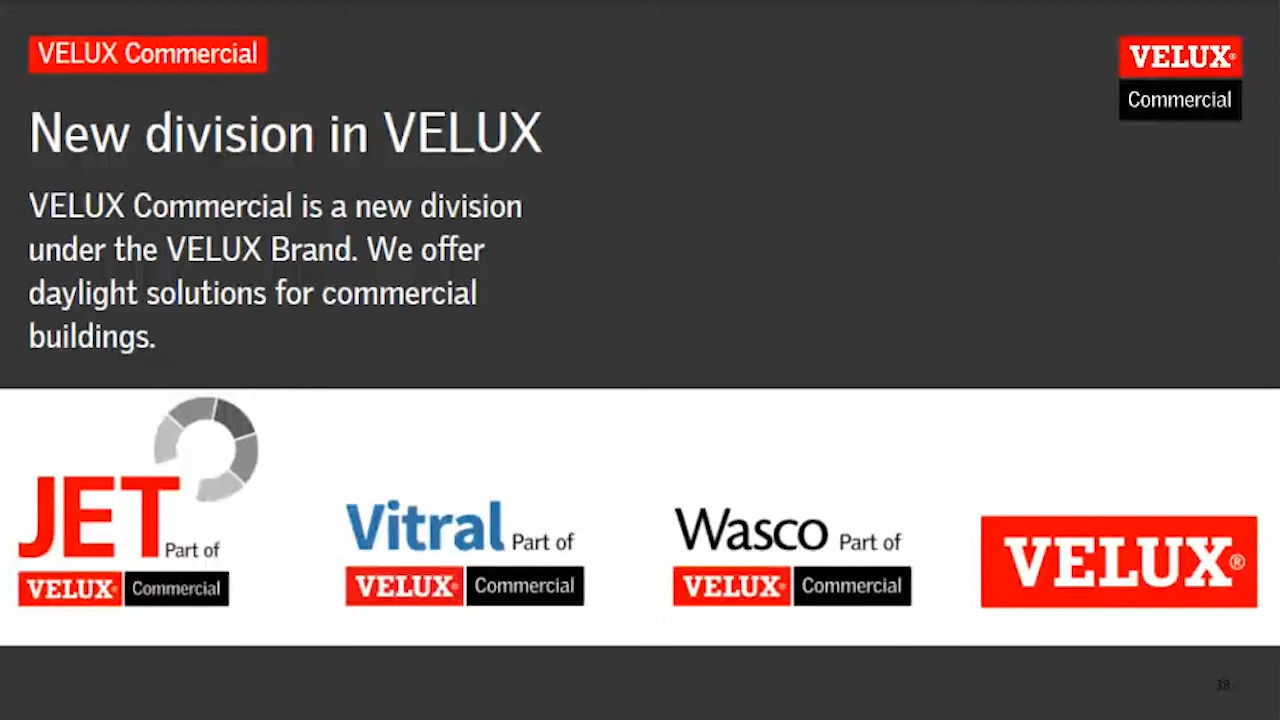 VELUX Commercial
VELUX®
Commercial
New division in VELUX
VELUX Commercial is a new division
under the VELUX Brand. We offer
daylight solutions for commercial
buildings.
JET Part of
VELUX® Commercial
Vitral Part of
VELUX® Commercial
Wasco Part of
VELUX® Commercial
VELUX®
38